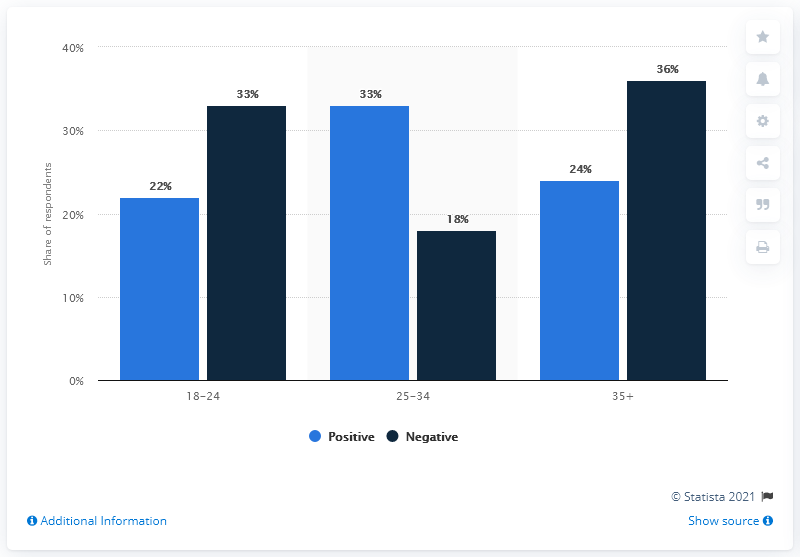 40%
30%
20%
10%
0%
Share of respondents
22%
33%
33%
18%
24%
36%
18-24
25-34
35+
Positive
Negative
© Statista 2021
Additional Information
Show source